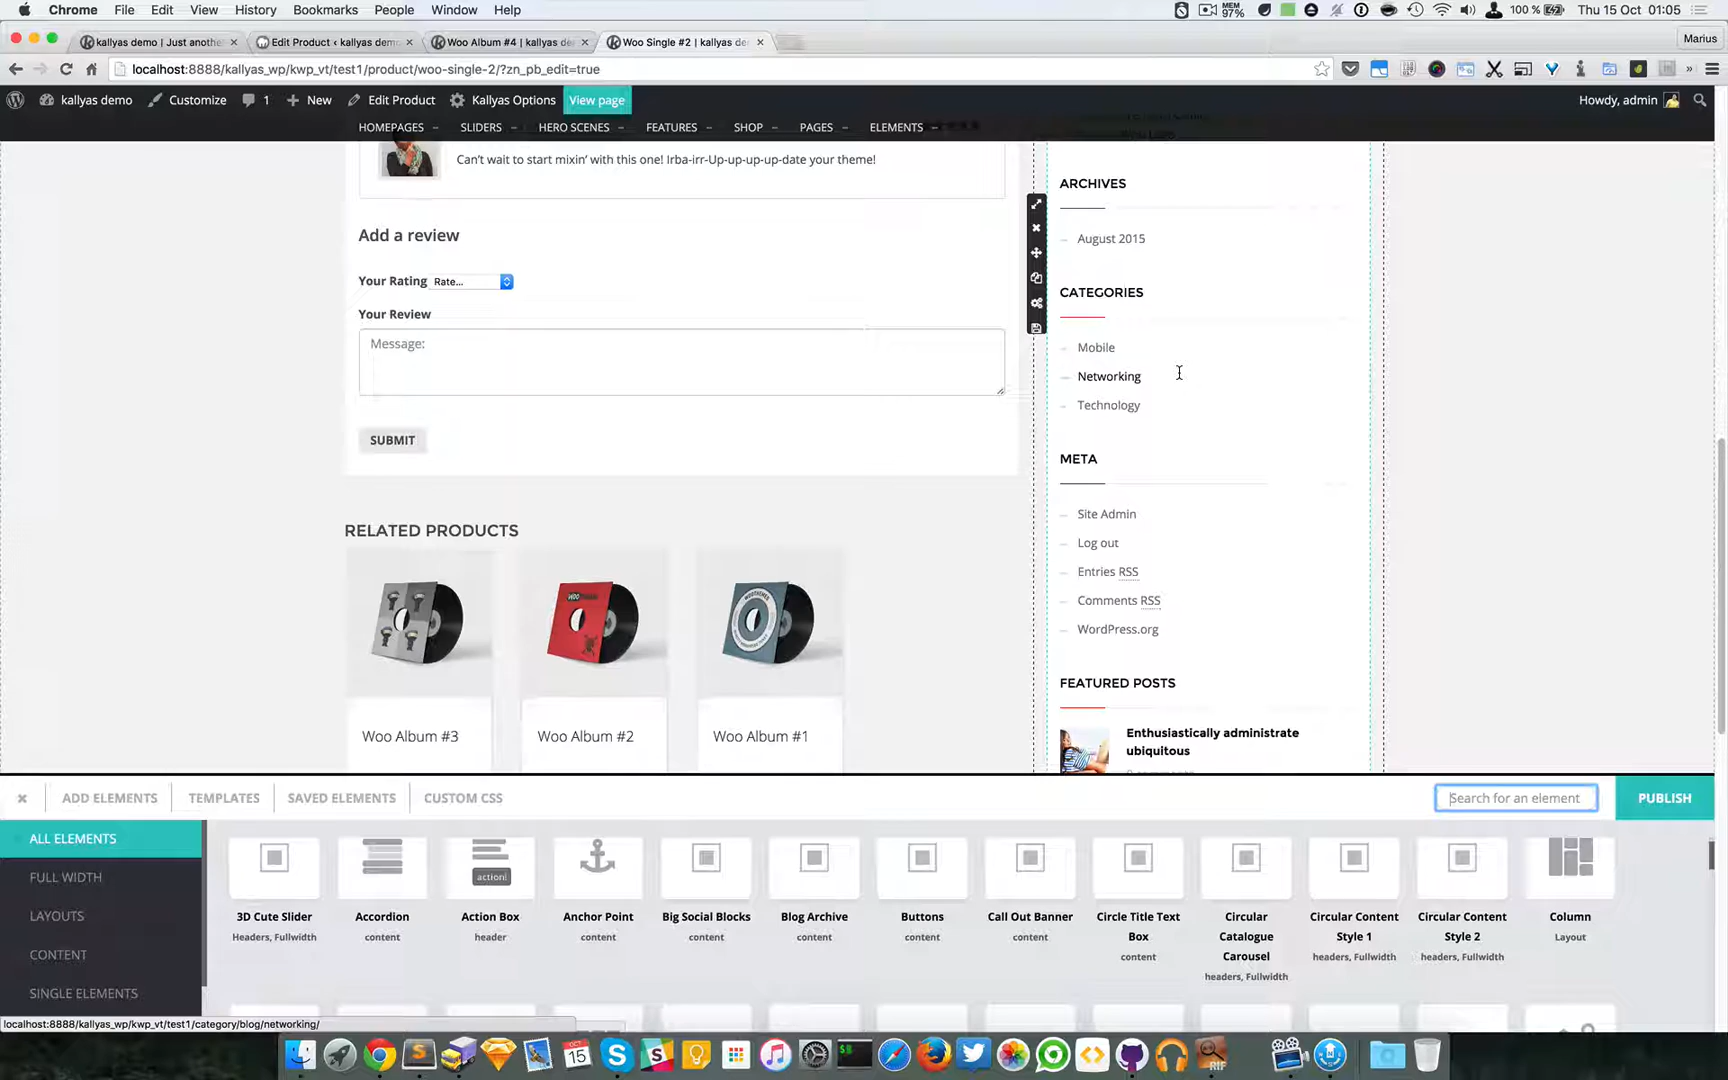 Chrome File Edit View History Bookmarks People Window Help
MEM 97% 100 % Thu 15 Oct 01:05
kallyas demo | Just anothe
Edit Product ‹ kallyas dem
Woo Album #4 | kallyas de
Woo Single #2 | kallyas de
Marius
localhost:8888/kallyas_wp/kwp_vt/test1/product/woo-single-2/?zn_pb_edit=true
kallyas demo Customize 1 New Edit Product Kallyas Options View page Howdy, admin
HOMEPAGES SLIDERS HERO SCENES FEATURES SHOP PAGES ELEMENTS
Can't wait to start mixin' with this one! Irba-irr-Up-up-up-up-date your theme!
Add a review
Your Rating Rate...
Your Review
Message:
SUBMIT
RELATED PRODUCTS
Woo Album #3
Woo Album #2
Woo Album #1
ARCHIVES
August 2015
CATEGORIES
Mobile
Networking
Technology
META
Site Admin
Log out
Entries RSS
Comments RSS
WordPress.org
FEATURED POSTS
Enthusiastically administrate
ubiquitous
ADD ELEMENTS TEMPLATES SAVED ELEMENTS CUSTOM CSS Search for an element PUBLISH
ALL ELEMENTS
FULL WIDTH
LAYOUTS
CONTENT
SINGLE ELEMENTS
3D Cute Slider
Headers, Fullwidth
Accordion
content
action!
Action Box
header
Anchor Point
content
Big Social Blocks
content
Blog Archive
content
Buttons
content
Call Out Banner
content
Circle Title Text
Box
content
Circular
Catalogue
Carousel
headers, Fullwidth
Circular Content
Style 1
headers, Fullwidth
Circular Content
Style 2
headers, Fullwidth
Column
Layout
localhost:8888/kallyas_wp/kwp_vt/test1/category/blog/networking/
OCT
15
RIF